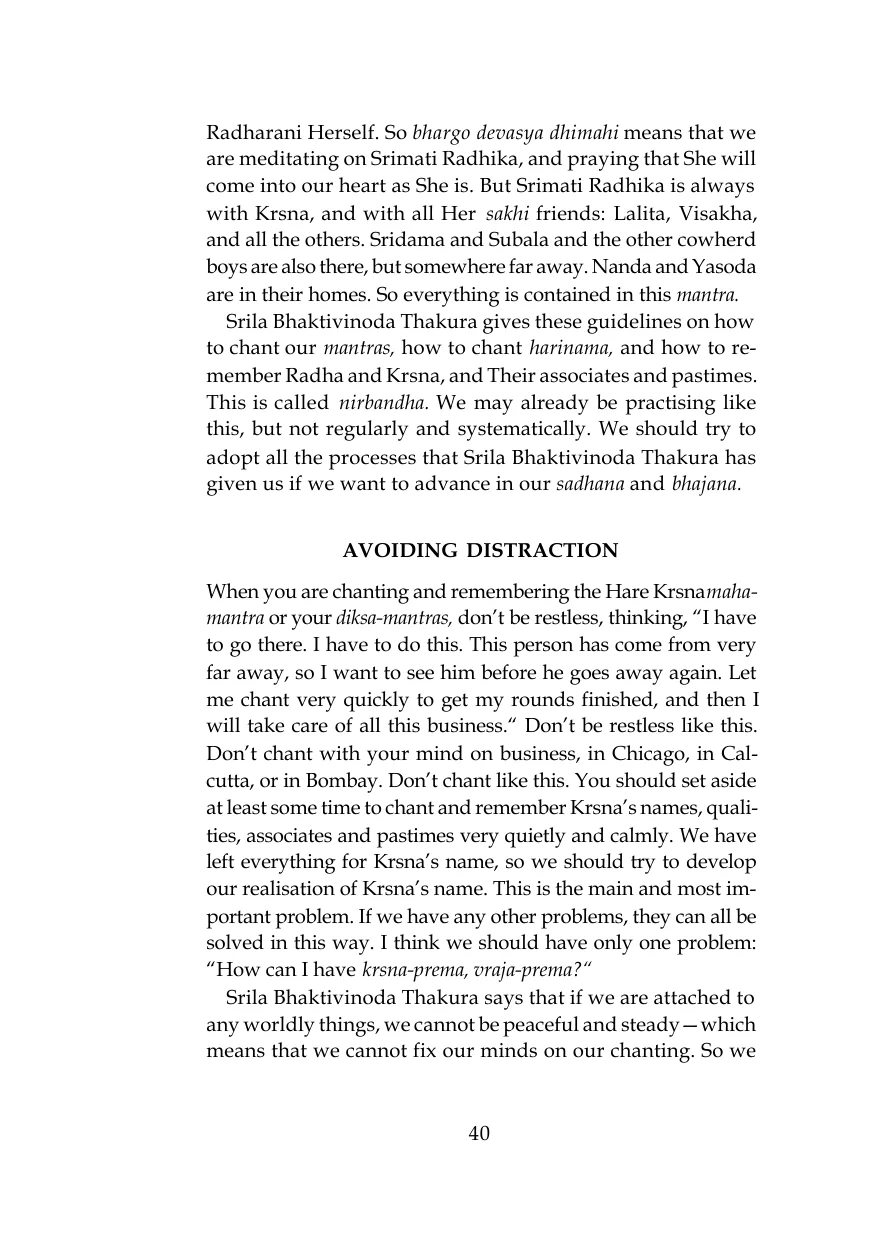 Radharani Herself. So bhargo devasya dhimahi means that we
are meditating on Srimati Radhika, and praying that She will
come into our heart as She is. But Srimati Radhika is always
with Krsna, and with all Her sakhi friends: Lalita, Visakha,
and all the others. Sridama and Subala and the other cowherd
boys are also there, but somewhere far away. Nanda and Yasoda
are in their homes. So everything is contained in this mantra.
Srila Bhaktivinoda Thakura gives these guidelines on how
to chant our mantras, how to chant harinama, and how to re-
member Radha and Krsna, and Their associates and pastimes.
This is called nirbandha. We may already be practising like
this, but not regularly and systematically. We should try to
adopt all the processes that Srila Bhaktivinoda Thakura has
given us if we want to advance in our sadhana and bhajana.
AVOIDING DISTRACTION
When you are chanting and remembering the Hare Krsna maha-
mantra or your diksa-mantras, don’t be restless, thinking, “I have
to go there. I have to do this. This person has come from very
far away, so I want to see him before he goes away again. Let
me chant very quickly to get my rounds finished, and then I
will take care of all this business.“ Don’t be restless like this.
Don’t chant with your mind on business, in Chicago, in Cal-
cutta, or in Bombay. Don’t chant like this. You should set aside
at least some time to chant and remember Krsna’s names, quali-
ties, associates and pastimes very quietly and calmly. We have
left everything for Krsna’s name, so we should try to develop
our realisation of Krsna’s name. This is the main and most im-
portant problem. If we have any other problems, they can all be
solved in this way. I think we should have only one problem:
“How can I have krsna-prema, vraja-prema?“
Srila Bhaktivinoda Thakura says that if we are attached to
any worldly things, we cannot be peaceful and steady—which
means that we cannot fix our minds on our chanting. So we
40